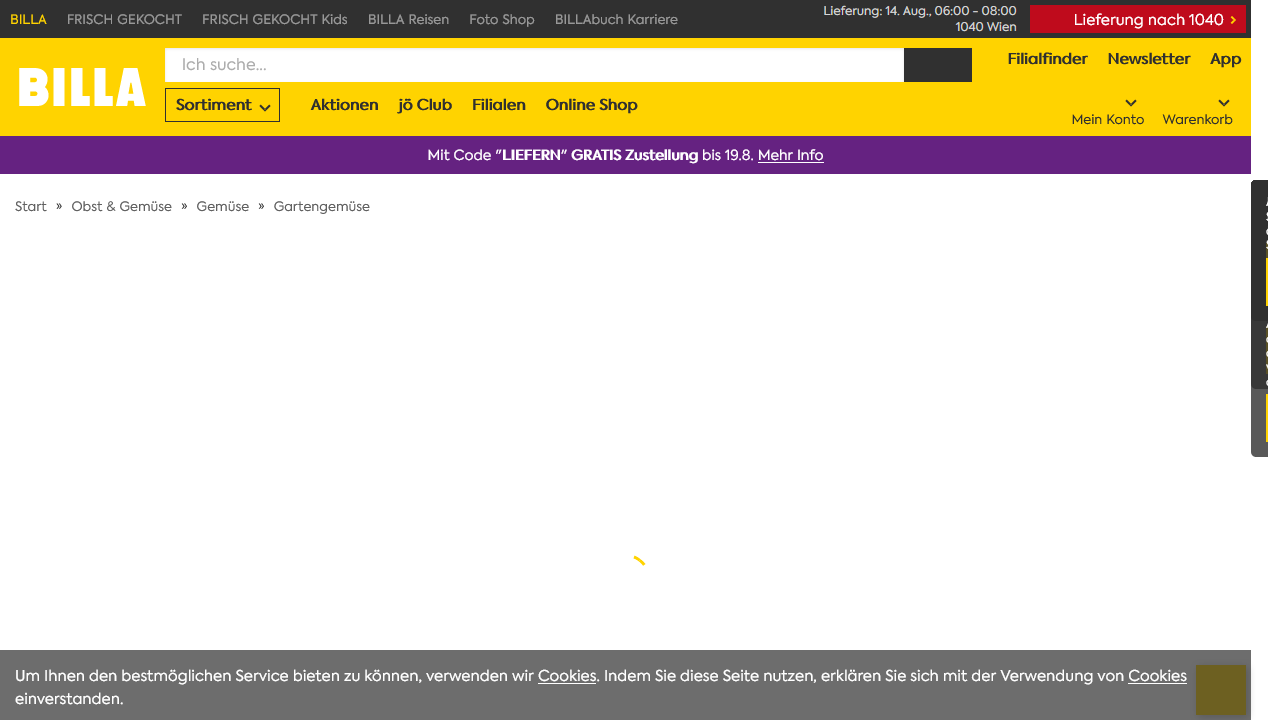 BILLA FRISCH GEKOCHT FRISCH GEKOCHT Kids BILLA Reisen Foto Shop BILLAbuch Karriere
Lieferung: 14. Aug., 06:00 - 08:00
1040 Wien
Lieferung nach 1040
BILLA
Ich suche...
Filialfinder Newsletter App
Sortiment Aktionen jö Club Filialen Online Shop
Mein Konto Warenkorb
Mit Code "LIEFERN" GRATIS Zustellung bis 19.8. Mehr Info
Start » Obst & Gemüse » Gemüse » Gartengemüse
Um Ihnen den bestmöglichen Service bieten zu können, verwenden wir Cookies. Indem Sie diese Seite nutzen, erklären Sie sich mit der Verwendung von Cookies
einverstanden.